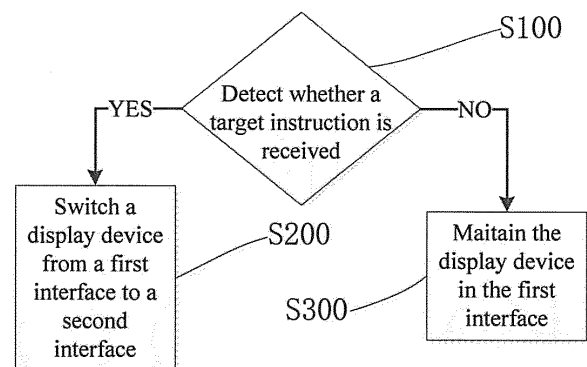 S100
Detect whether a
target instruction is
received
YES
NO
Switch a
display device
from a first
interface to a
second
interface
S200
Maitain the
display device
in the first
interface
S300